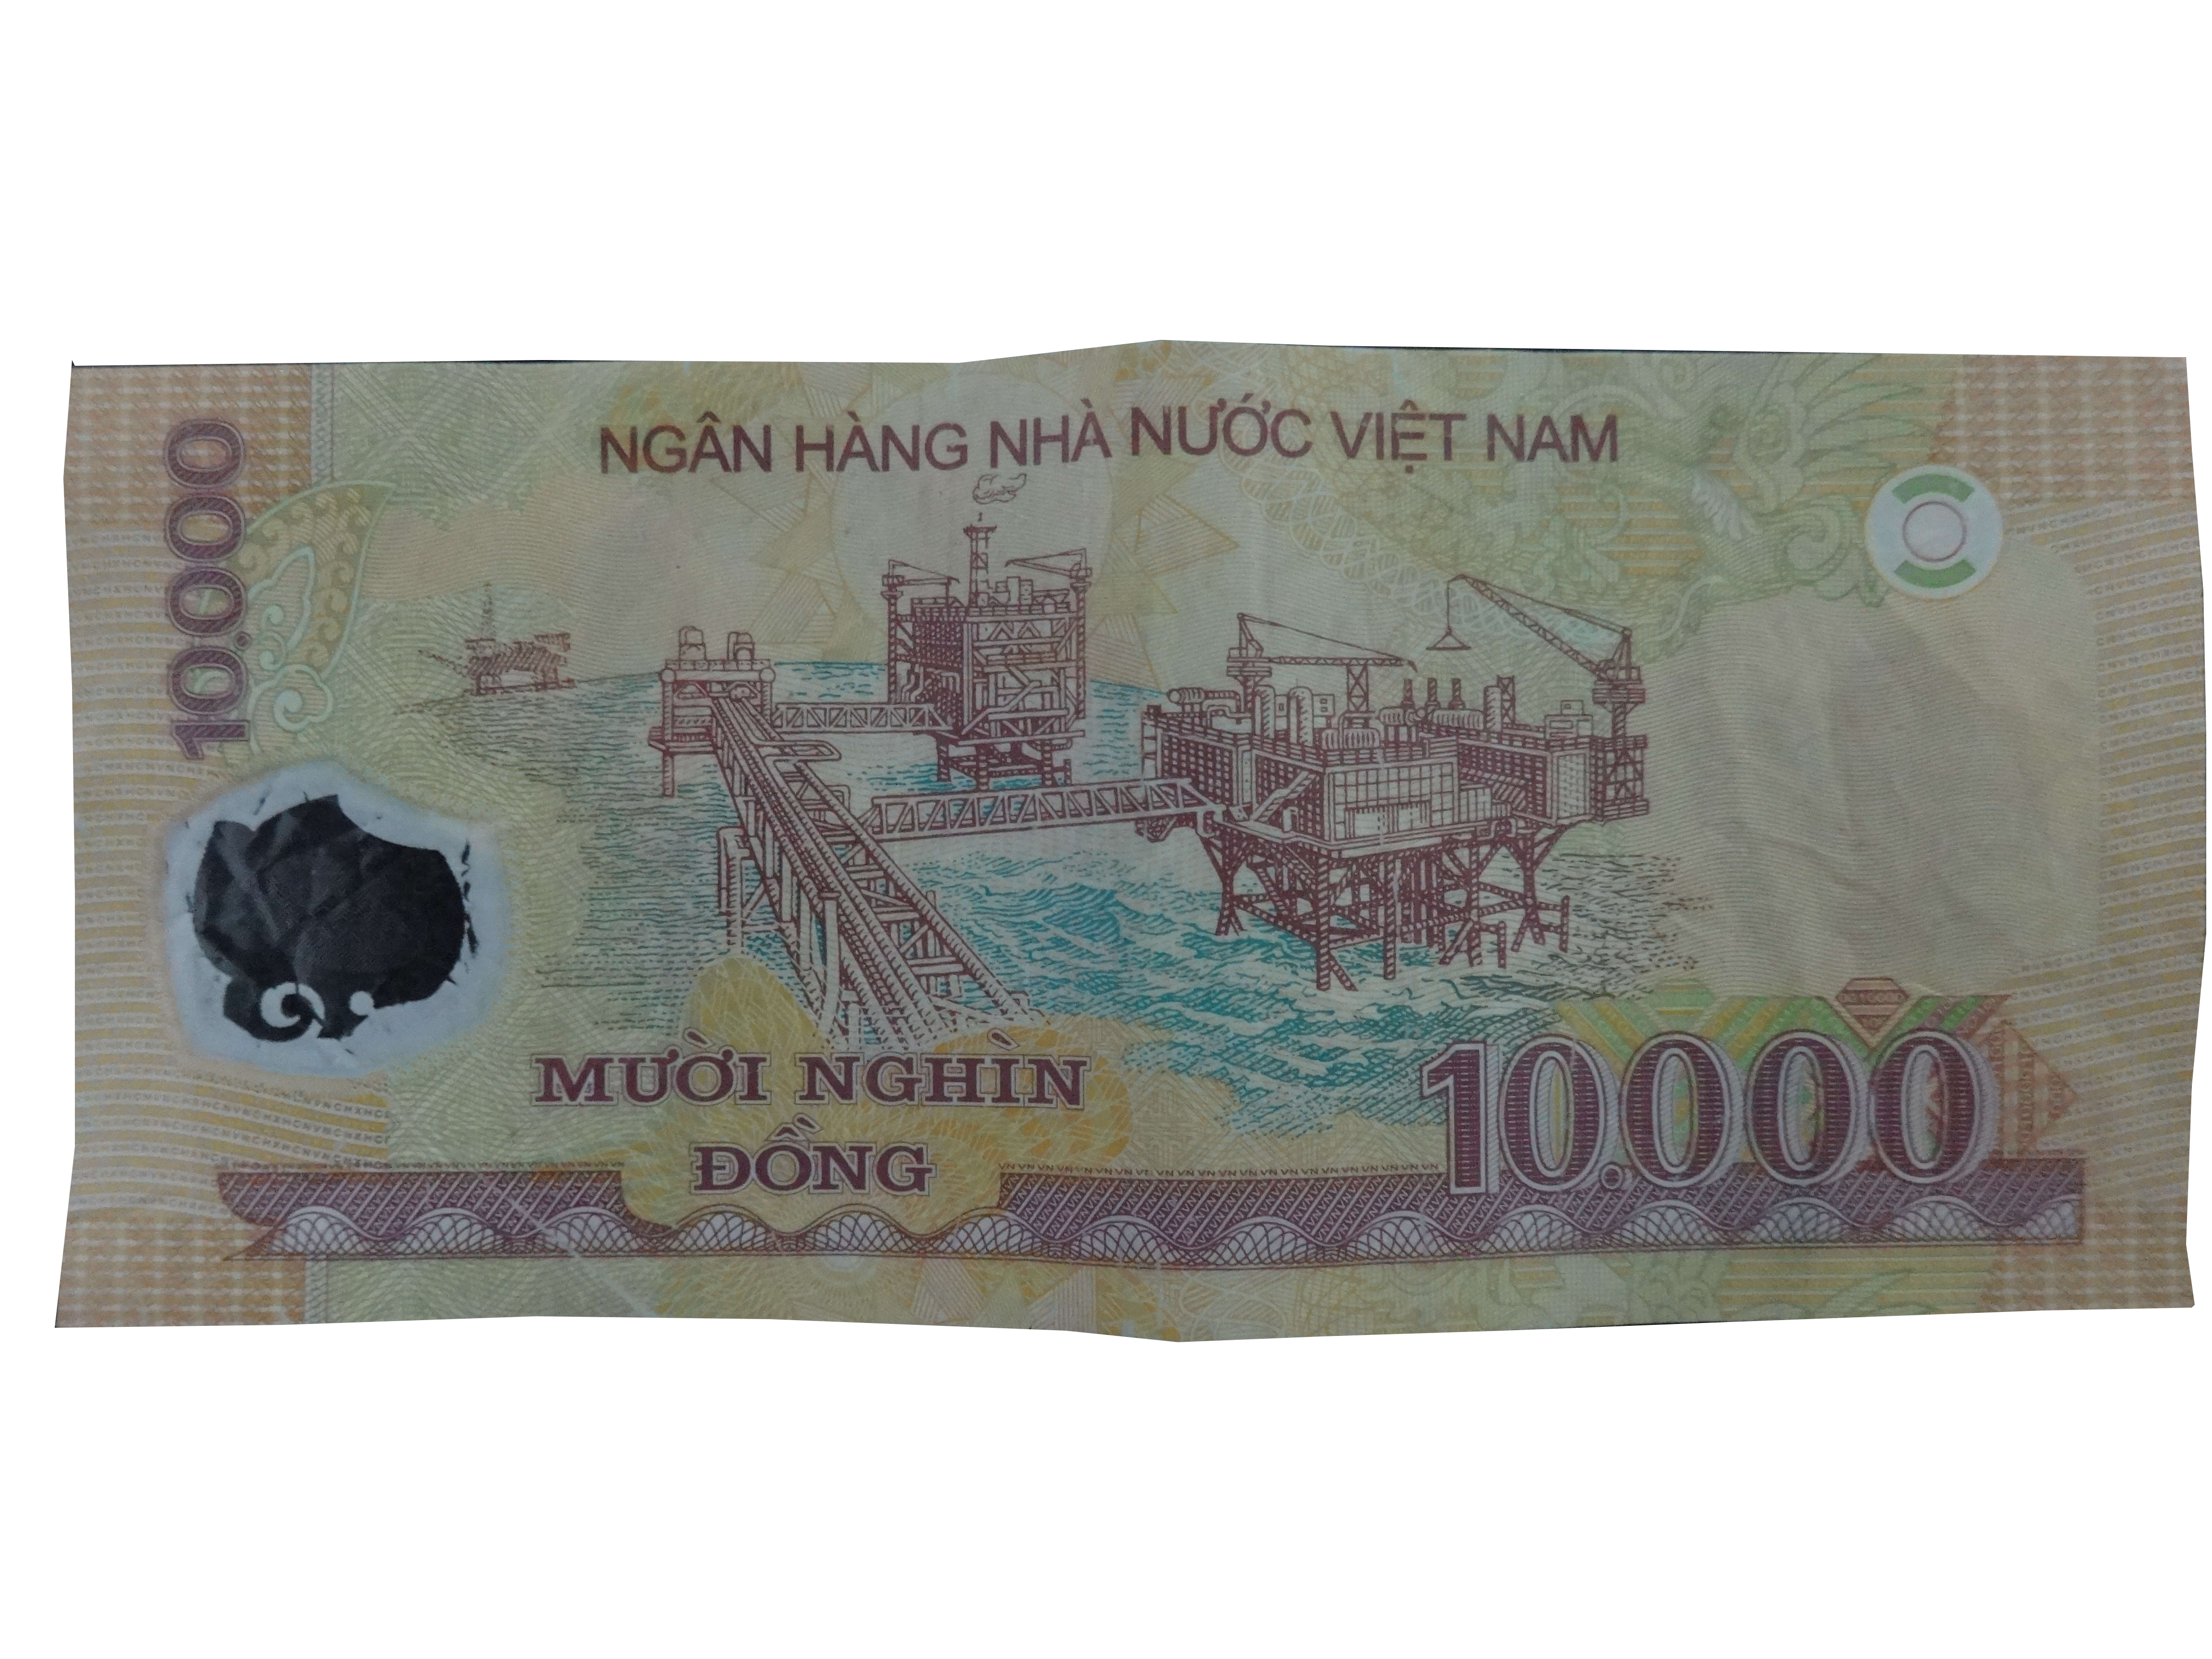 NGÂN HÀNG NHÀ NƯỚC VIỆT NAM
10.000
MƯỜI NGHÌN
ĐỒNG
10.000